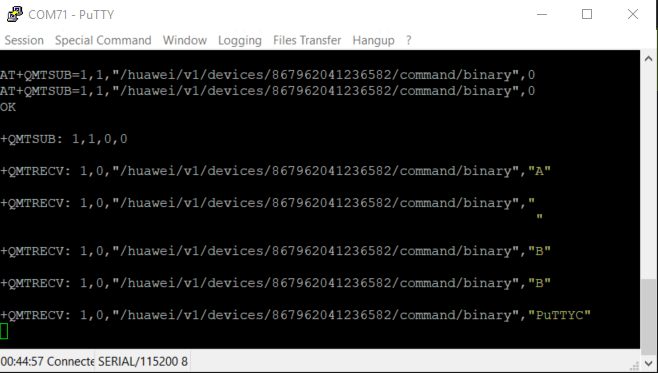 COM71 - PuTTY
Session Special Command Window Logging Files Transfer Hangup ?
AT+QMTSUB=1,1,"/huawei/v1/devices/867962041236582/command/binary",0
AT+QMTSUB=1,1,"/huawei/v1/devices/867962041236582/command/binary",0
OK
+QMTSUB: 1,1,0,0
+QMTRECV: 1,0,"/huawei/v1/devices/867962041236582/command/binary","A"
+QMTRECV: 1,0,"/huawei/v1/devices/867962041236582/command/binary","
"
+QMTRECV: 1,0,"/huawei/v1/devices/867962041236582/command/binary","B"
+QMTRECV: 1,0,"/huawei/v1/devices/867962041236582/command/binary","B"
+QMTRECV: 1,0,"/huawei/v1/devices/867962041236582/command/binary","PuTTYC"
00:44:57 Connecte SERIAL/115200 8